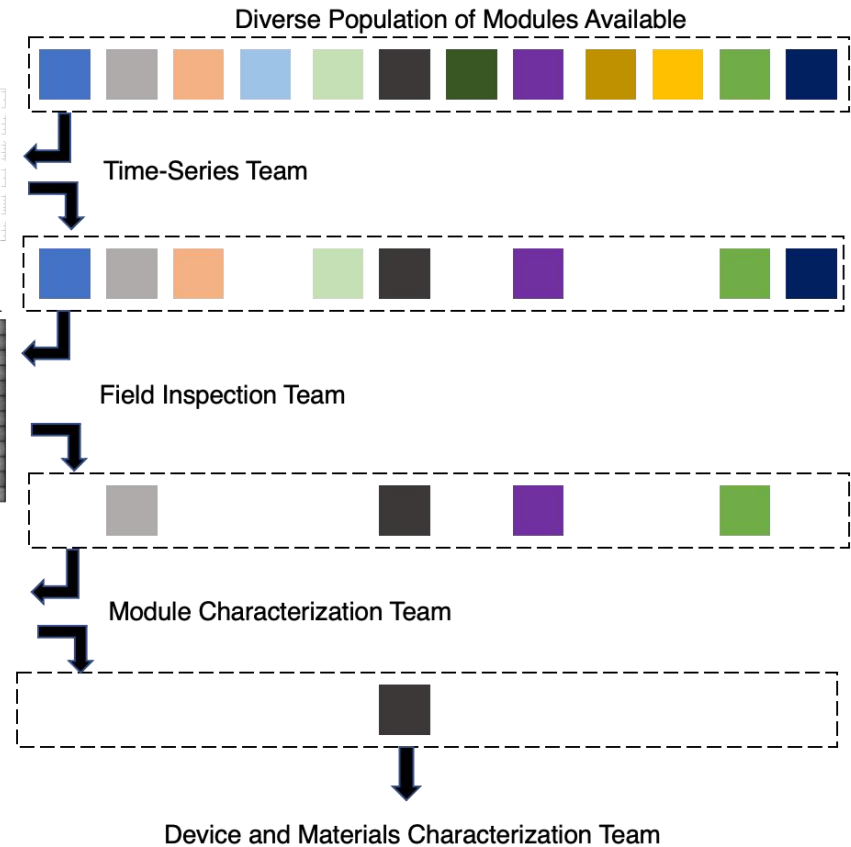 Diverse Population of Modules Available
Time-Series Team
Field Inspection Team
Module Characterization Team
Device and Materials Characterization Team